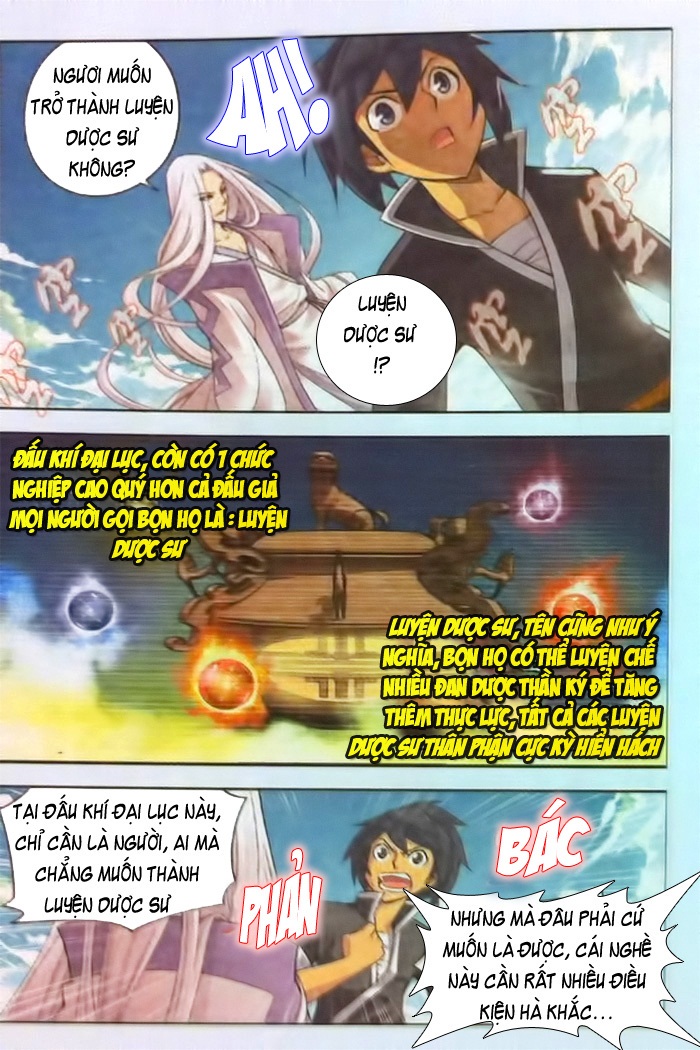 NGƯƠI MUỐN
TRỞ THÀNH LUYỆN
DƯỢC SƯ
KHÔNG?
AH!
LUYỆN
DƯỢC SƯ
!?
ĐẤU KHÍ ĐẠI LỤC, CÒN CÓ 1 CHỨC
NGHIỆP CAO QUÝ HƠN CẢ ĐẤU GIẢ
MỌI NGƯỜI GỌI BỌN HỌ LÀ : LUYỆN
DƯỢC SƯ
LUYỆN DƯỢC SƯ, TÊN CŨNG NHƯ Ý
NGHĨA, BỌN HỌ CÓ THỂ LUYỆN CHẾ
NHIỀU ĐAN DƯỢC THẦN KỲ ĐỂ TĂNG
THÊM THỰC LỰC, TẤT CẢ CÁC LUYỆN
DƯỢC SƯ THÂN PHẬN CỰC KỲ HIỂN HÁCH
TẠI ĐẤU KHÍ ĐẠI LỤC NÀY,
CHỈ CẦN LÀ NGƯỜI, AI MÀ
CHẲNG MUỐN THÀNH
LUYỆN DƯỢC SƯ
PHẢN
BÁC
NHƯNG MÀ ĐÂU PHẢI CỨ
MUỐN LÀ ĐƯỢC, CÁI NGHỀ
NÀY CẦN RẤT NHIỀU ĐIỀU
KIỆN HÀ KHẮC...